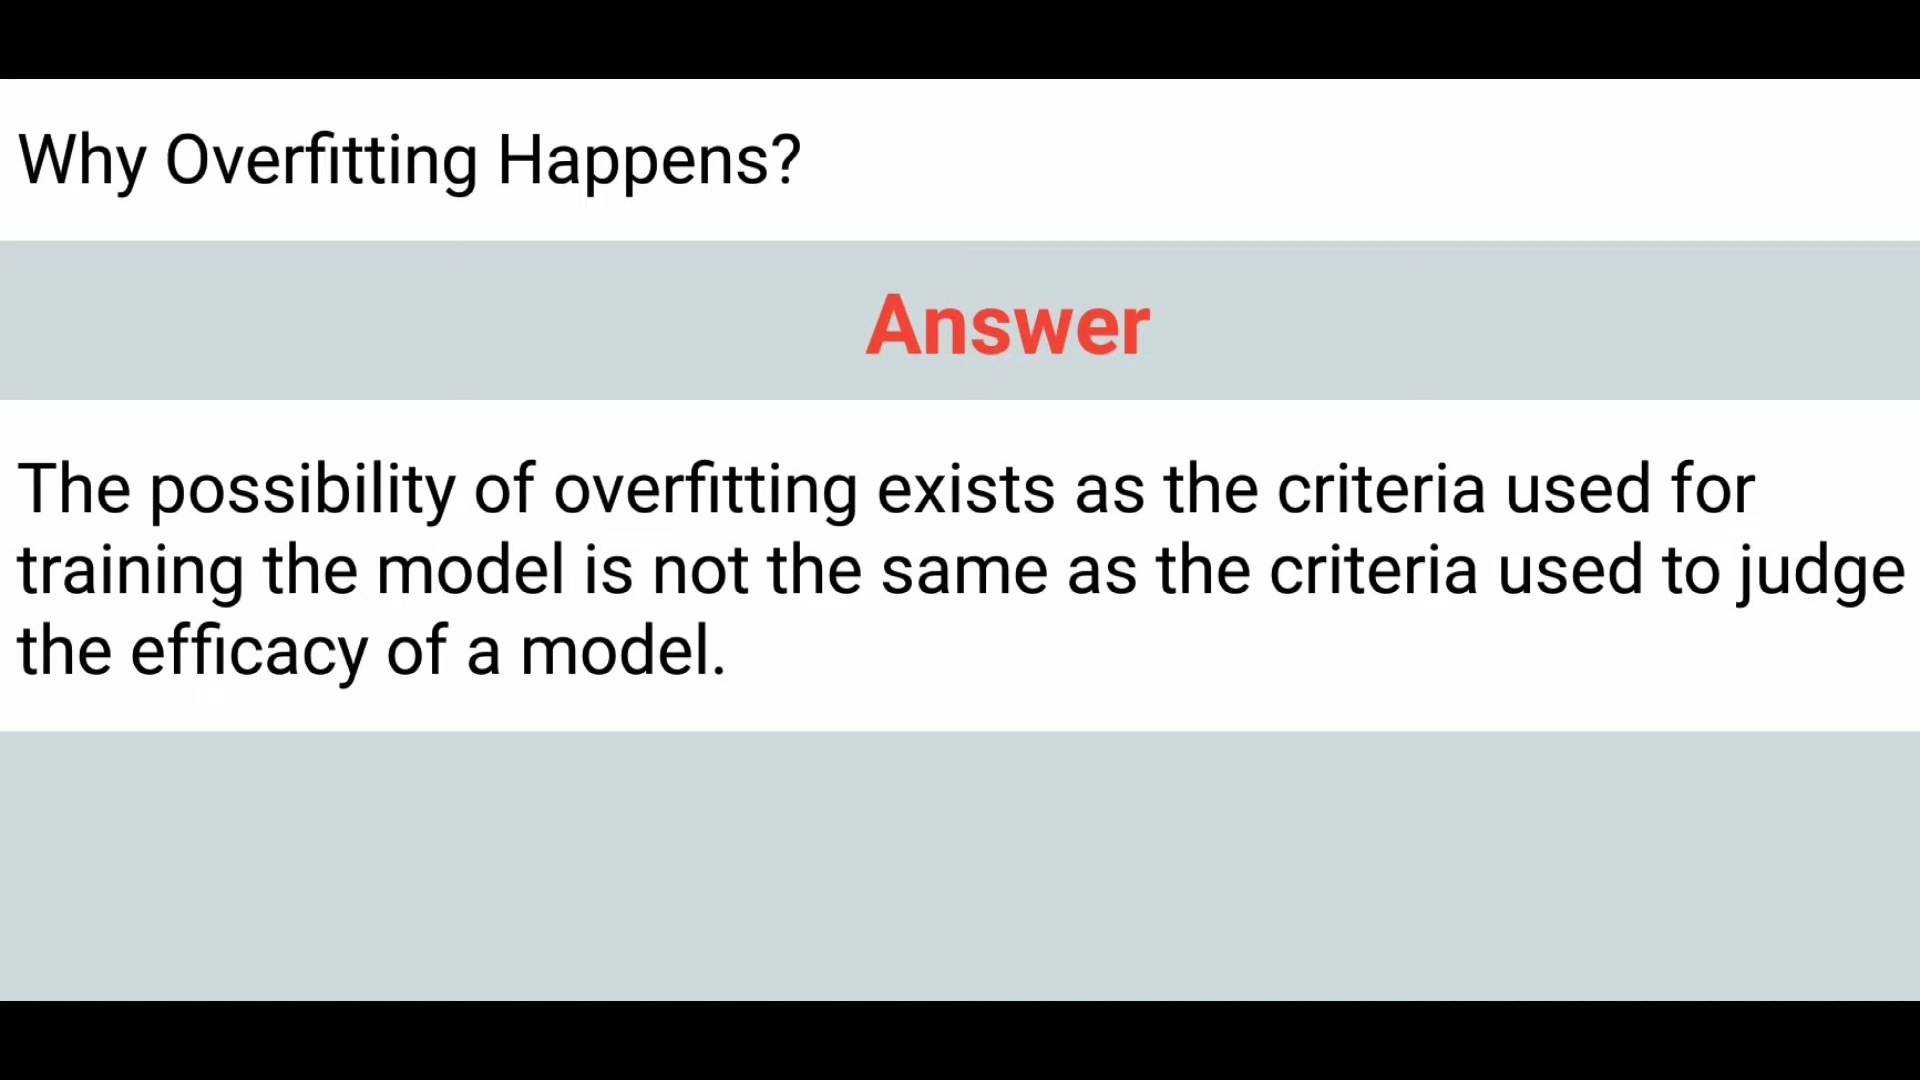 Why Overfitting Happens?
Answer
The possibility of overfitting exists as the criteria used for
training the model is not the same as the criteria used to judge
the efficacy of a model.